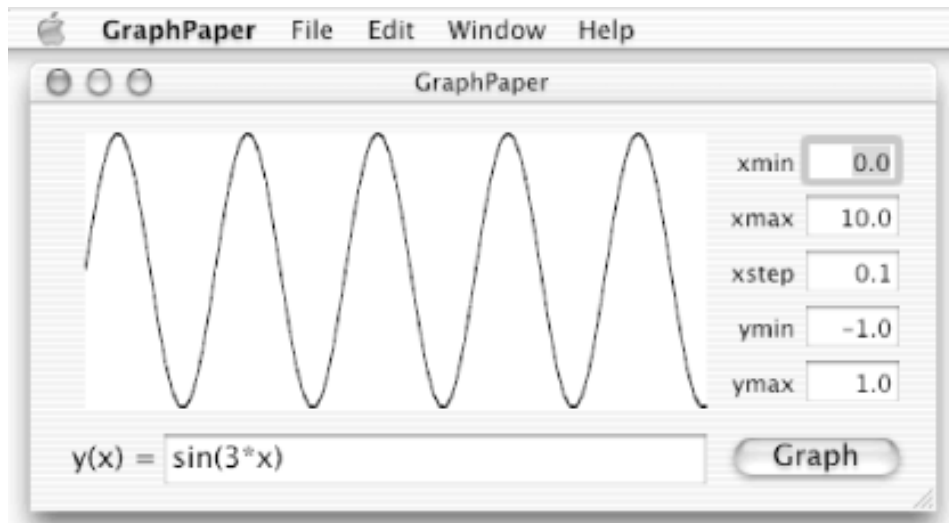 GraphPaper File Edit Window Help
GraphPaper
xmin 0.0
xmax 10.0
xstep 0.1
ymin -1.0
ymax 1.0
y(x) = sin(3*x) Graph